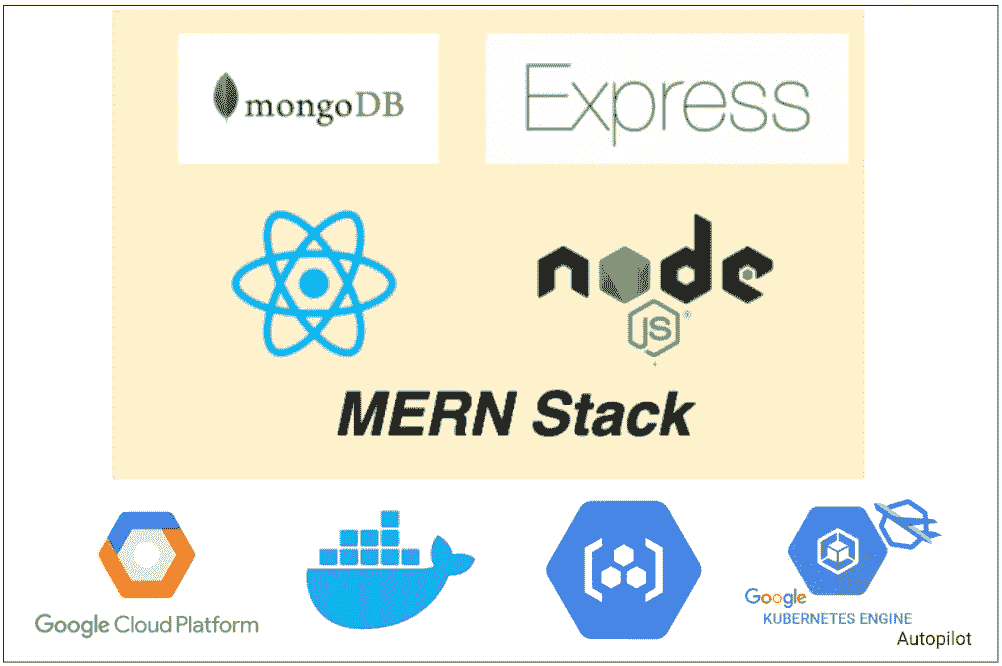 mongoDB
Express
node
JS
MERN Stack
Google Cloud Platform
Google
KUBERNETES ENGINE
Autopilot